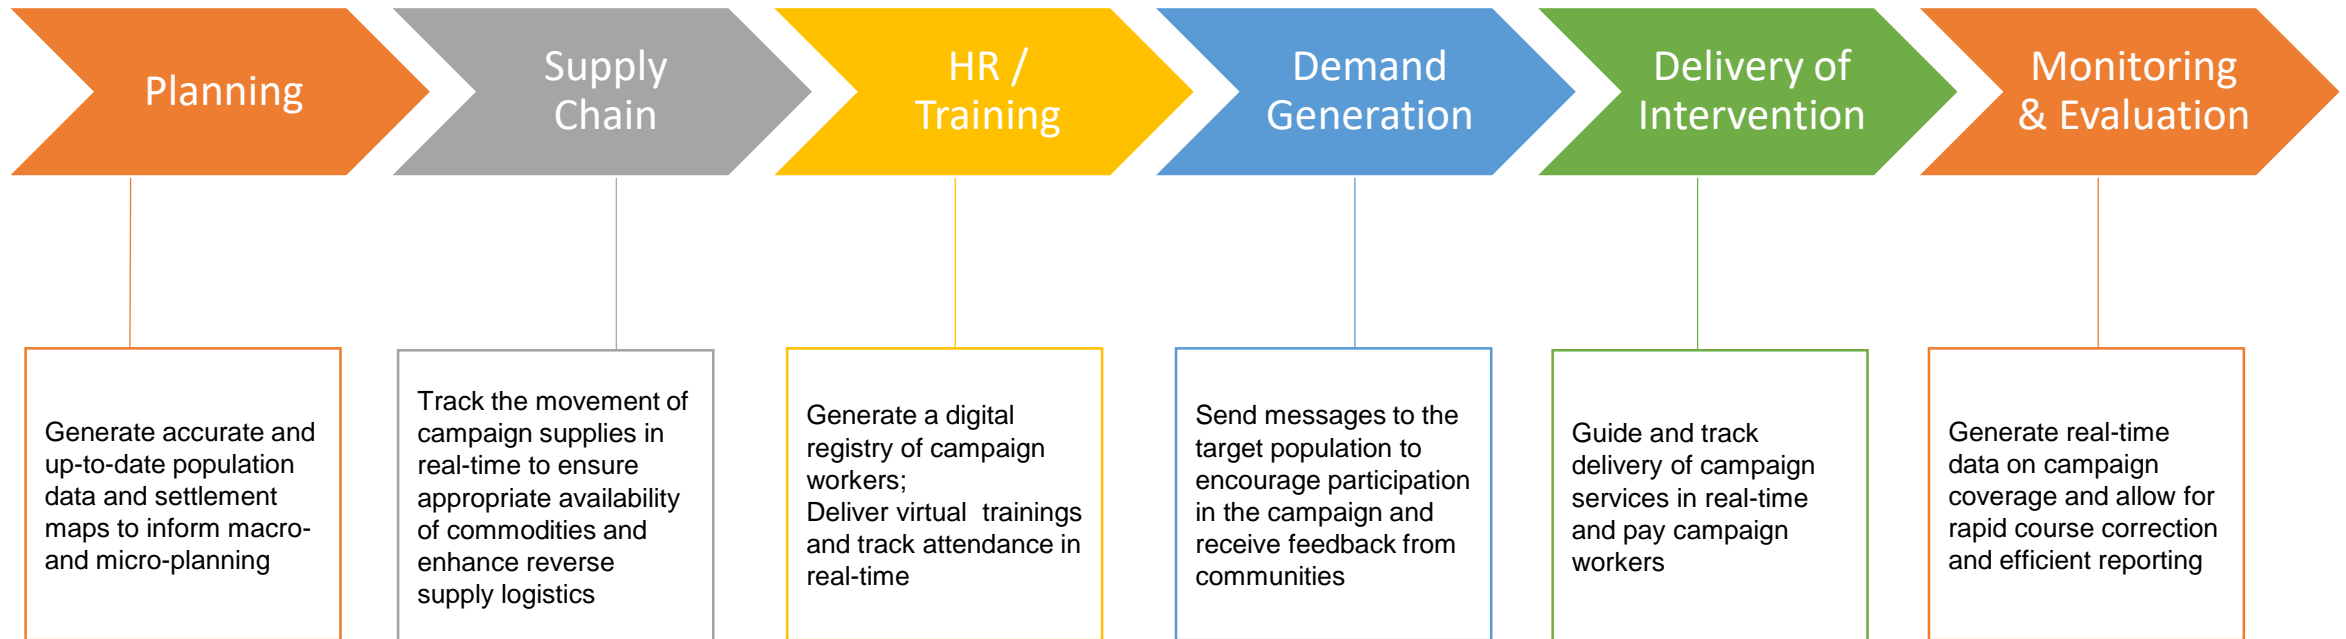 Planning
Supply
Chain
HR /
Training
Demand
Generation
Delivery of
Intervention
Monitoring
& Evaluation
Generate accurate and
up-to-date population
data and settlement
maps to inform macro-
and micro-planning
Track the movement of
campaign supplies in
real-time to ensure
appropriate availability
of commodities and
enhance reverse
supply logistics
Generate a digital
registry of campaign
workers;
Deliver virtual  trainings
and track attendance in
real-time
Send messages to the
target population to
encourage participation
in the campaign and
receive feedback from
communities
Guide and track
delivery of campaign
services in real-time
and pay campaign
workers
Generate real-time
data on campaign
coverage and allow for
rapid course correction
and efficient reporting